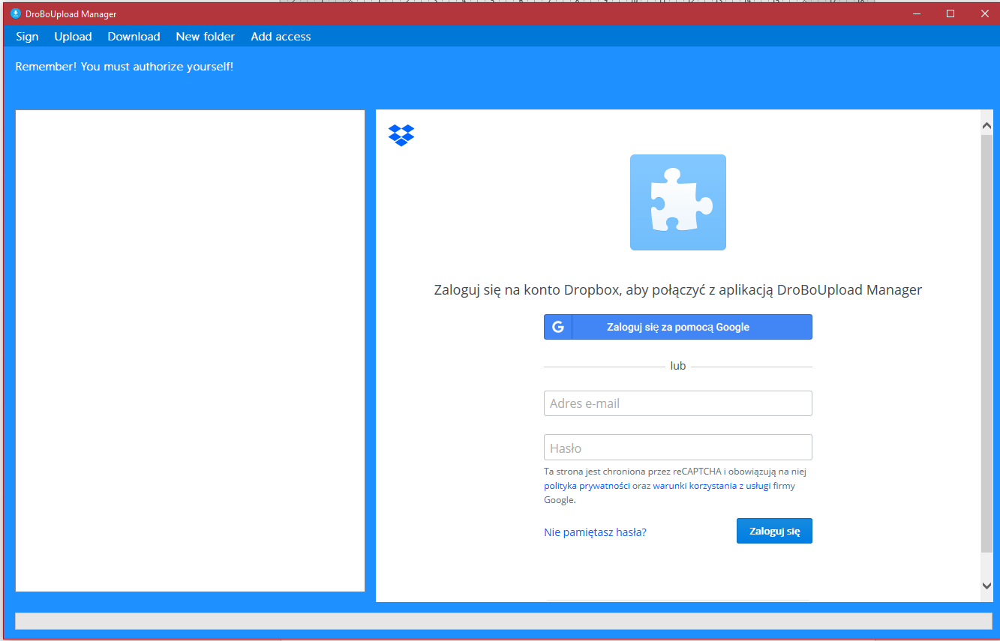 DroBoUpload Manager
Sign Upload Download New folder Add access
Remember! You must authorize yourself!
Zaloguj się na konto Dropbox, aby połączyć z aplikacją DroBoUpload Manager
G Zaloguj się za pomocą Google
lub
Adres e-mail
Hasło
Ta strona jest chroniona przez reCAPTCHA i obowiązują na niej
polityka prywatności oraz warunki korzystania z usługi firmy
Google.
Nie pamiętasz hasła? Zaloguj się